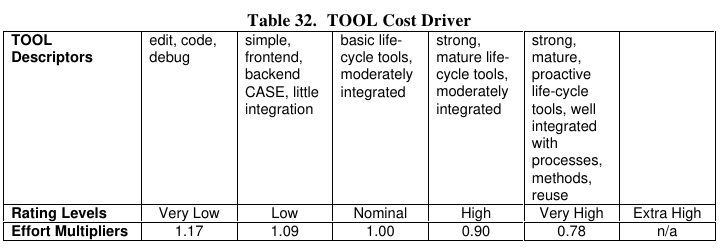 Table 32. TOOL Cost Driver
TOOL Descriptors edit, code, debug simple, frontend, backend CASE, little integration basic life-cycle tools, moderately integrated strong, mature life-cycle tools, moderately integrated strong, mature, proactive life-cycle tools, well integrated with processes, methods, reuse
Rating Levels Very Low Low Nominal High Very High Extra High
Effort Multipliers 1.17 1.09 1.00 0.90 0.78 n/a